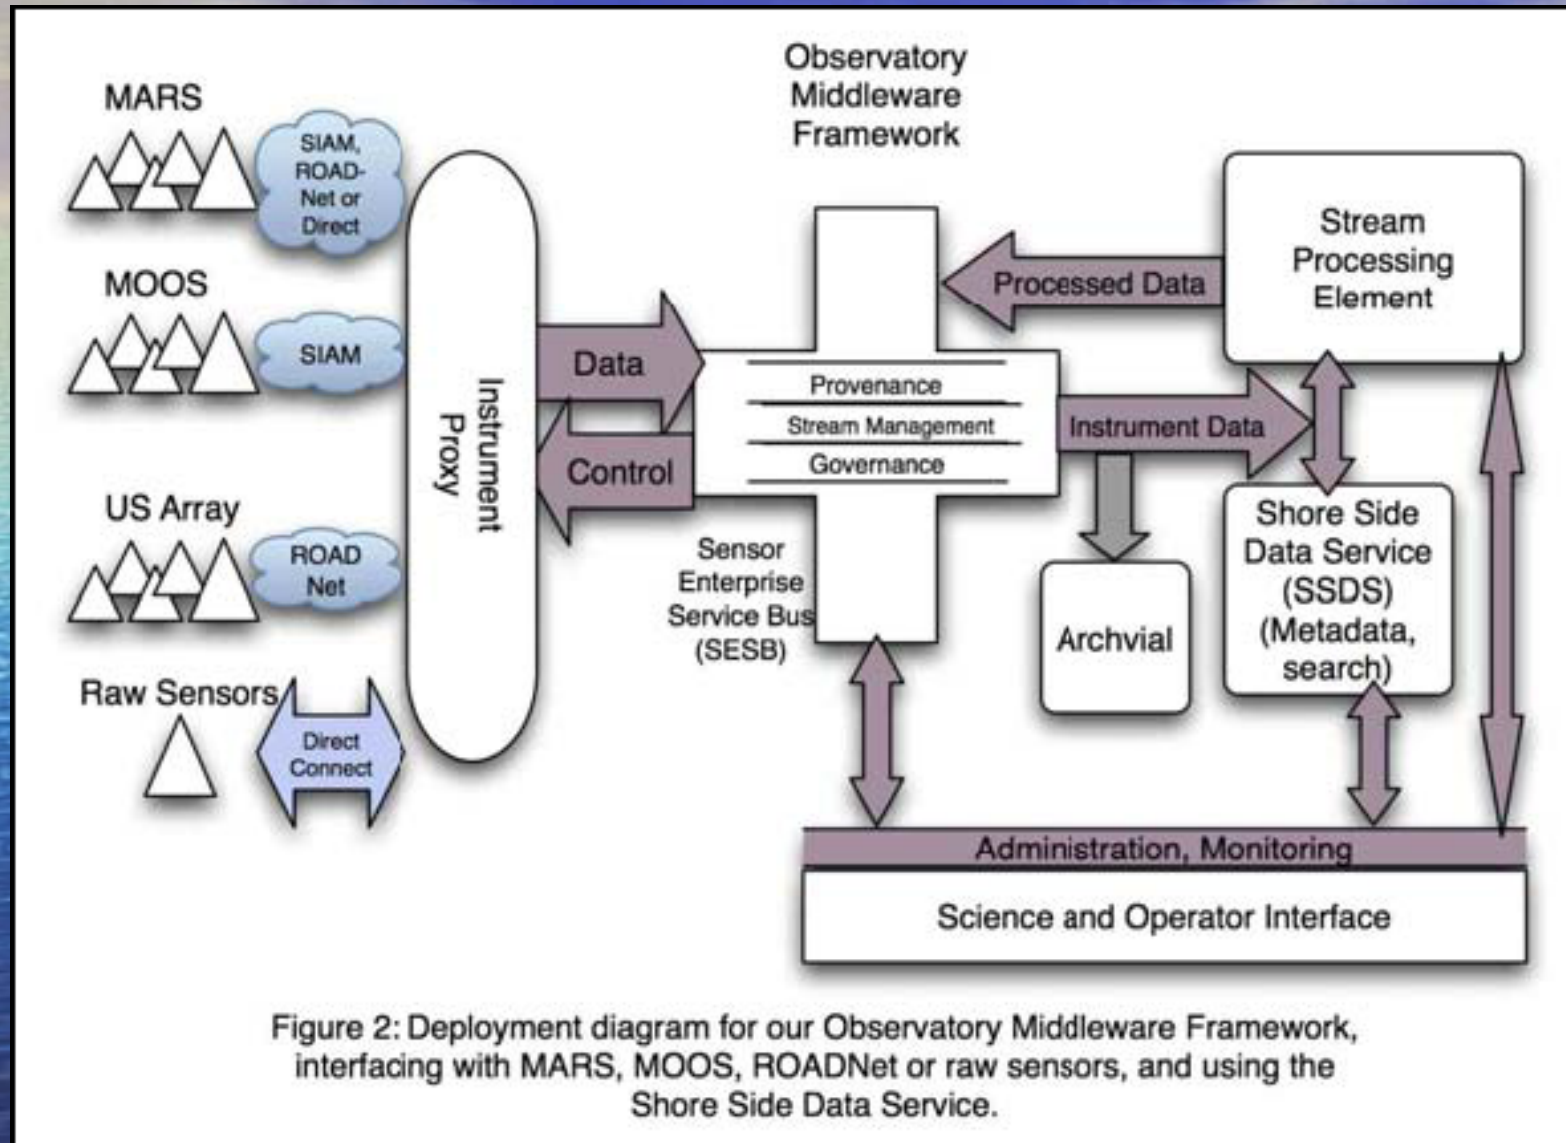 Observatory
Middleware
Framework
MARS
SIAM,
ROAD-
Net or
Direct
MOOS
SIAM
US Array
ROAD
Net
Raw Sensors
Direct
Connect
Instrument
Proxy
Data
Control
Provenance
Stream Management
Governance
Sensor
Enterprise
Service Bus
(SESB)
Processed Data
Stream
Processing
Element
Instrument Data
Archvial
Shore Side
Data Service
(SSDS)
(Metadata,
search)
Administration, Monitoring
Science and Operator Interface
Figure 2: Deployment diagram for our Observatory Middleware Framework,
interfacing with MARS, MOOS, ROADNet or raw sensors, and using the
Shore Side Data Service.